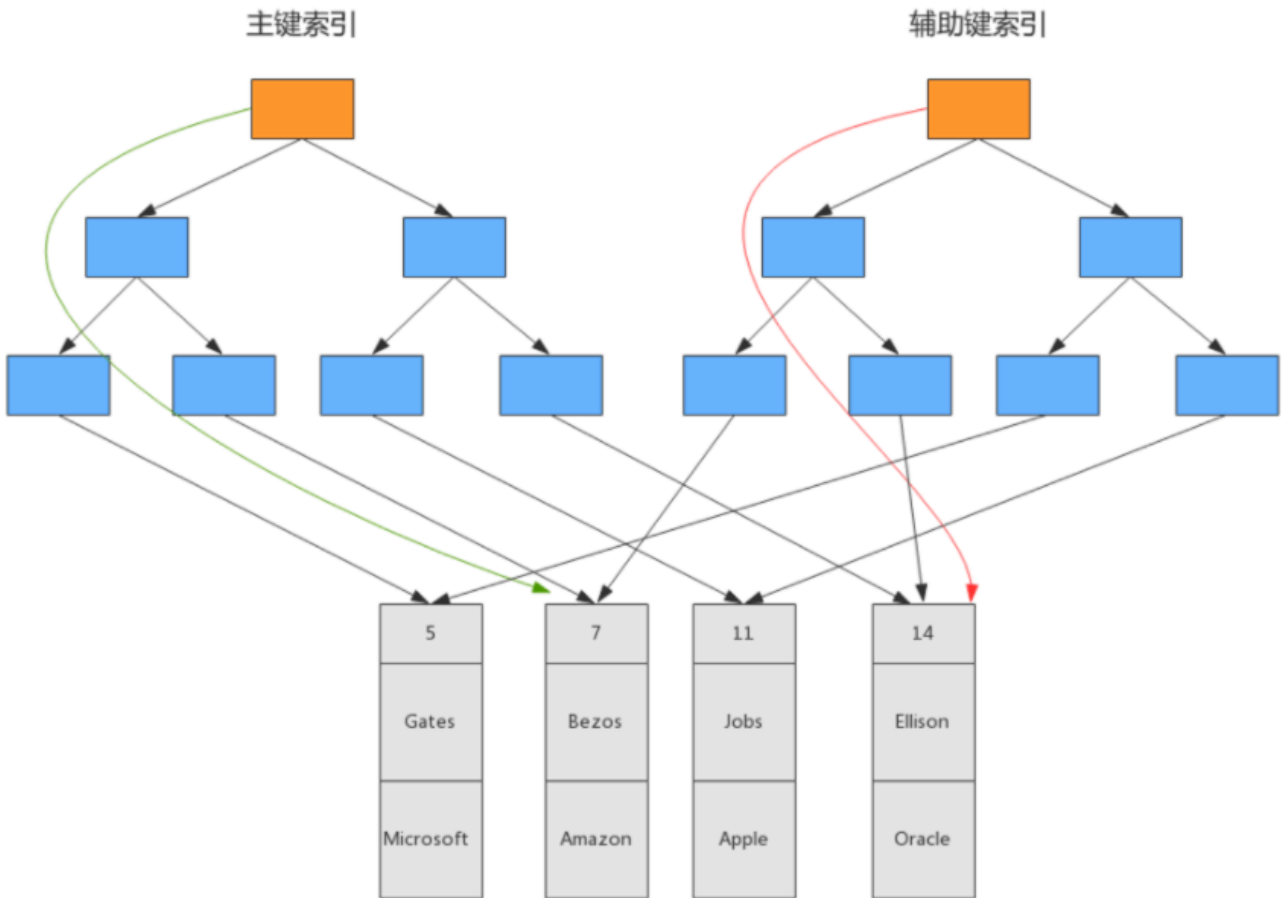 主键索引
辅助键索引
5
7
11
14
Gates
Bezos
Jobs
Ellison
Microsoft
Amazon
Apple
Oracle